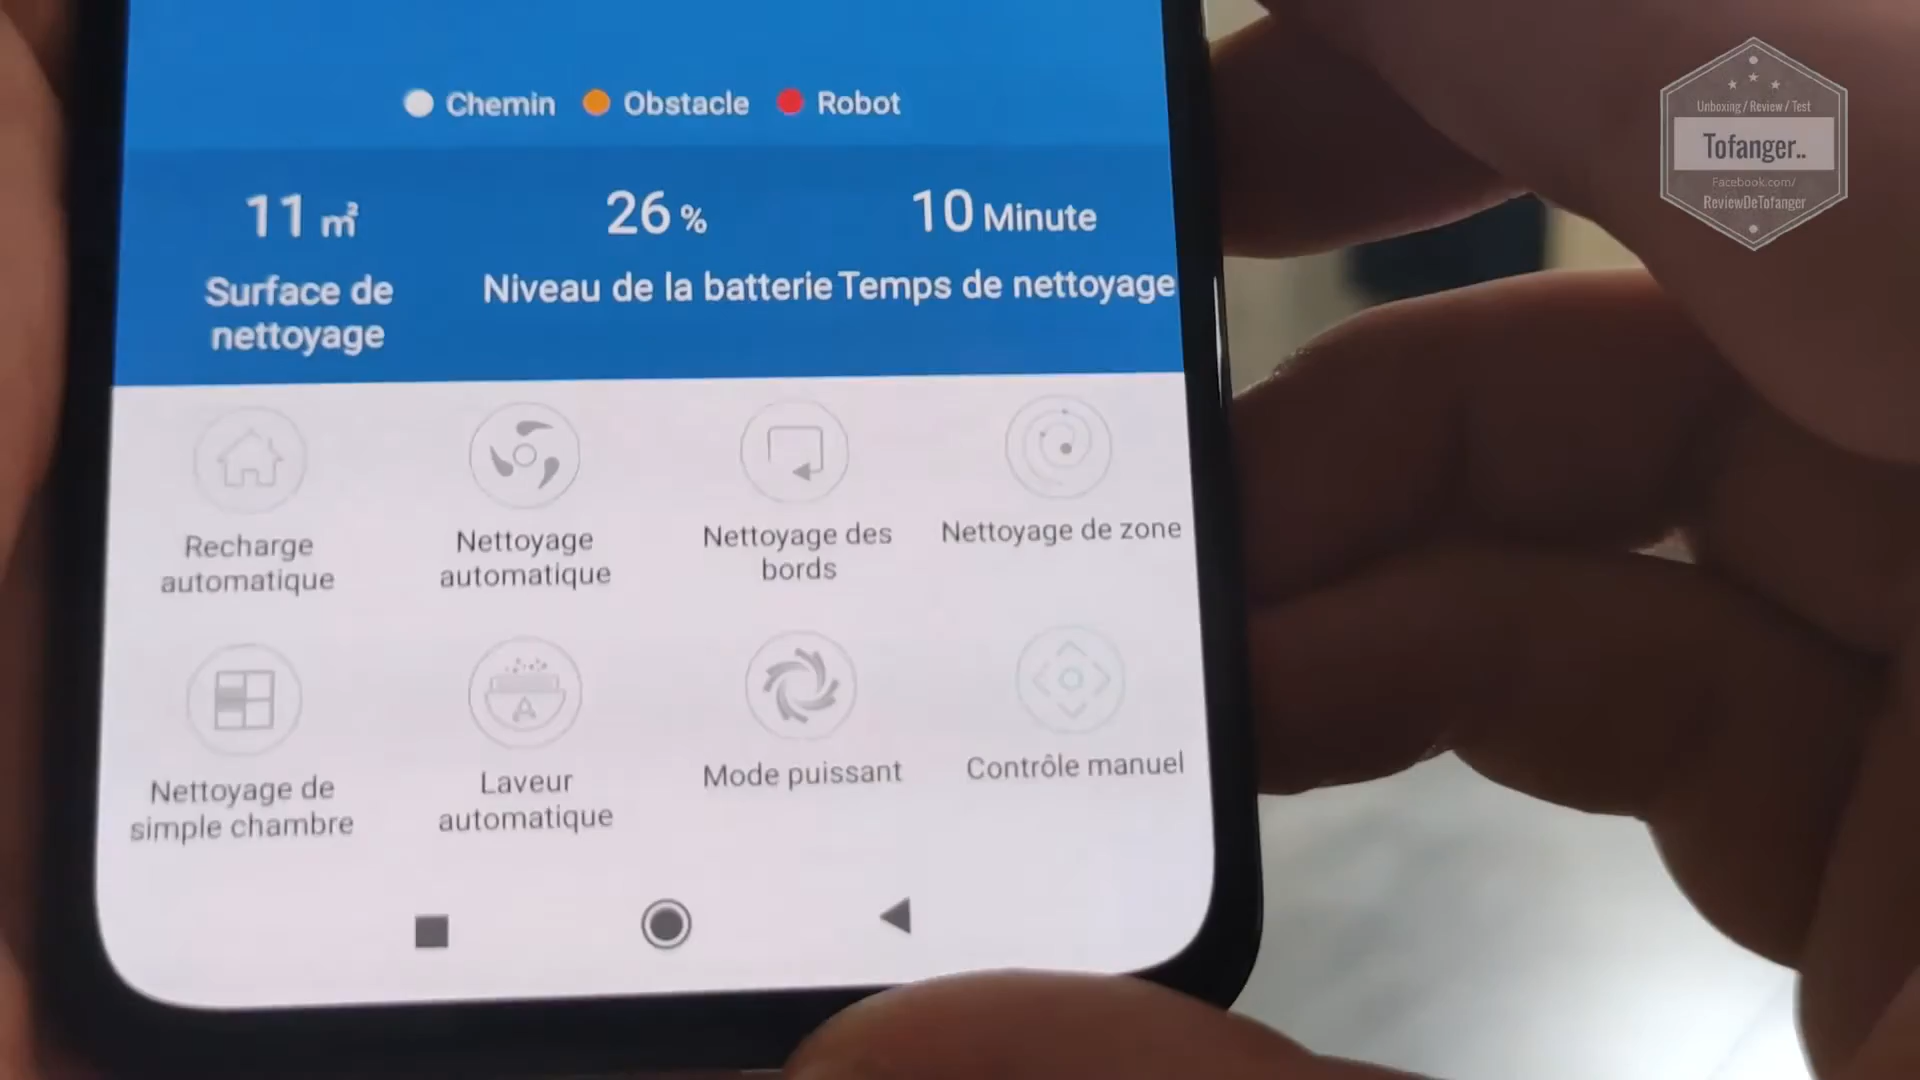 Chemin Obstacle Robot
11 ㎡ 26 % 10 Minute
Surface de nettoyage
Niveau de la batterie
Temps de nettoyage
Recharge automatique
Nettoyage automatique
Nettoyage des bords
Nettoyage de zone
Nettoyage de simple chambre
Laveur automatique
A
Mode puissant
Contrôle manuel
Unboxing / Review / Test
Tofanger..
Facebook.com/
ReviewDeTofanger